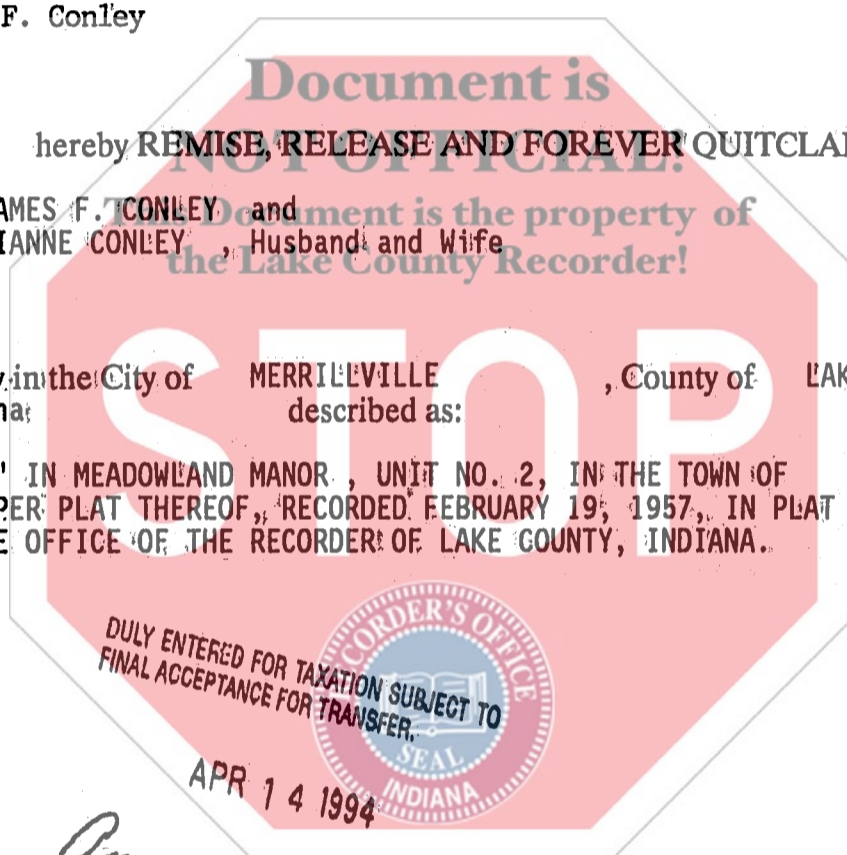 F. Conley
Document is
NOT OFFICIAL!
hereby REMISE, RELEASE AND FOREVER QUITCLAI
AMES F. CONLEY and
This Document is the property of
IANNE CONLEY , Husband and Wife
the Lake County Recorder!
STOP
y in the City of MERRILLVILLE , County of LAK
na described as:
' IN MEADOWLAND MANOR , UNIT NO. 2, IN THE TOWN OF
PER PLAT THEREOF, RECORDED FEBRUARY 19, 1957, IN PLAT
E OFFICE OF THE RECORDER OF LAKE COUNTY, INDIANA.
RECORDER'S OFFICE
DULY ENTERED FOR TAXATION SUBJECT TO
FINAL ACCEPTANCE FOR TRANSFER.
SEAL
INDIANA
APR 14 1994